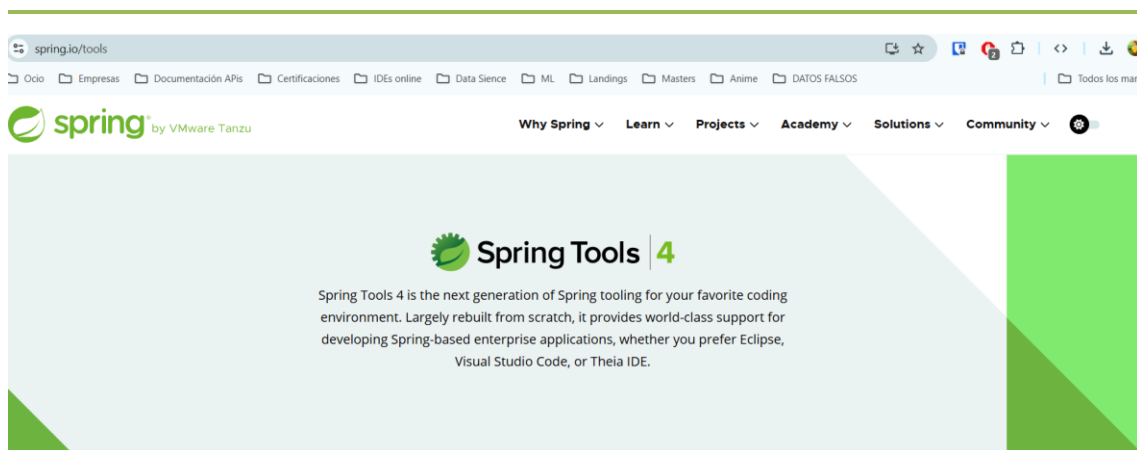 spring.io/tools
Ocio Empresas Documentación APIs Certificaciones IDEs online Data Sience ML Landings Masters Anime DATOS FALSOS Todos los mar
spring by VMware Tanzu Why Spring Learn Projects Academy Solutions Community
Spring Tools 4
Spring Tools 4 is the next generation of Spring tooling for your favorite coding
environment. Largely rebuilt from scratch, it provides world-class support for
developing Spring-based enterprise applications, whether you prefer Eclipse,
Visual Studio Code, or Theia IDE.